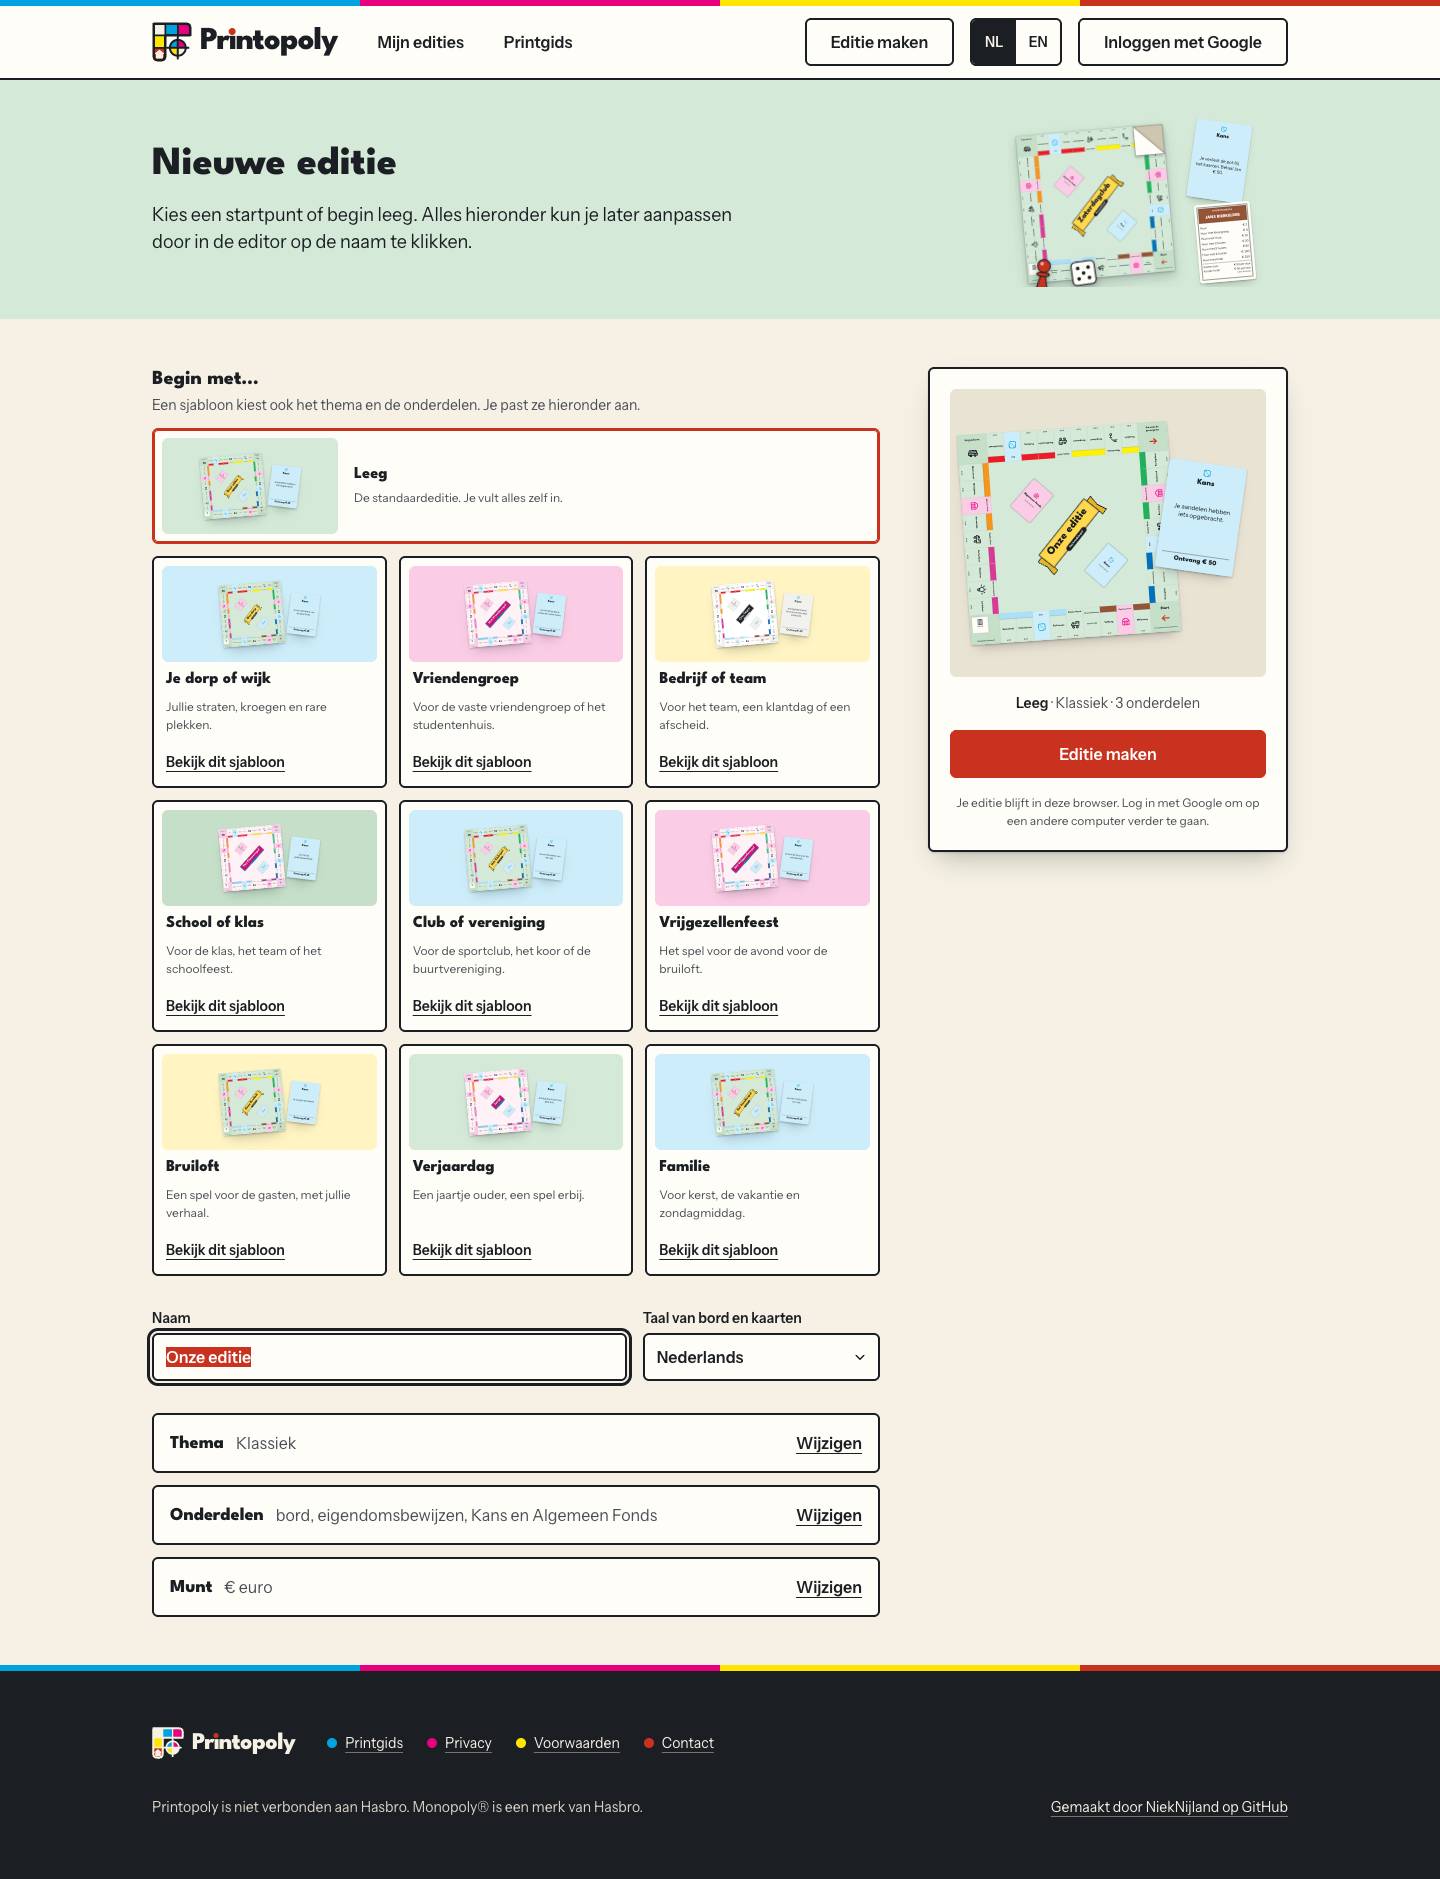 Printopoly
Mijn edities
Printgids
Editie maken
NL
EN
Inloggen met Google
Nieuwe editie
Kies een startpunt of begin leeg. Alles hieronder kun je later aanpassen
door in de editor op de naam te klikken.
Zaterdagclub
Kans
Begin met...
Een sjabloon kiest ook het thema en de onderdelen. Je past ze hieronder aan.
Leeg
De standaardeditie. Je vult alles zelf in.
Je dorp of wijk
Jullie straten, kroegen en rare
plekken.
Bekijk dit sjabloon
Vriendengroep
Voor de vaste vriendengroep of het
studentenhuis.
Bekijk dit sjabloon
Bedrijf of team
Voor het team, een klantdag of een
afscheid.
Bekijk dit sjabloon
School of klas
Voor de klas, het team of het
schoolfeest.
Bekijk dit sjabloon
Club of vereniging
Voor de sportclub, het koor of de
buurtvereniging.
Bekijk dit sjabloon
Vrijgezellenfeest
Het spel voor de avond voor de
bruiloft.
Bekijk dit sjabloon
Bruiloft
Een spel voor de gasten, met jullie
verhaal.
Bekijk dit sjabloon
Verjaardag
Een jaartje ouder, een spel erbij.
Bekijk dit sjabloon
Familie
Voor kerst, de vakantie en
zondagmiddag.
Bekijk dit sjabloon
Naam
Onze editie
Taal van bord en kaarten
Nederlands
Thema Klassiek
Wijzigen
Onderdelen bord, eigendomsbewijzen, Kans en Algemeen Fonds
Wijzigen
Munt € euro
Wijzigen
Onze editie
Kans
Je aandelen hebben
iets opgebracht.
Ontvang € 50
Start
Leeg · Klassiek · 3 onderdelen
Editie maken
Je editie blijft in deze browser. Log in met Google om op
een andere computer verder te gaan.
Printopoly
Printgids
Privacy
Voorwaarden
Contact
Printopoly is niet verbonden aan Hasbro. Monopoly® is een merk van Hasbro.
Gemaakt door NiekNijland op GitHub